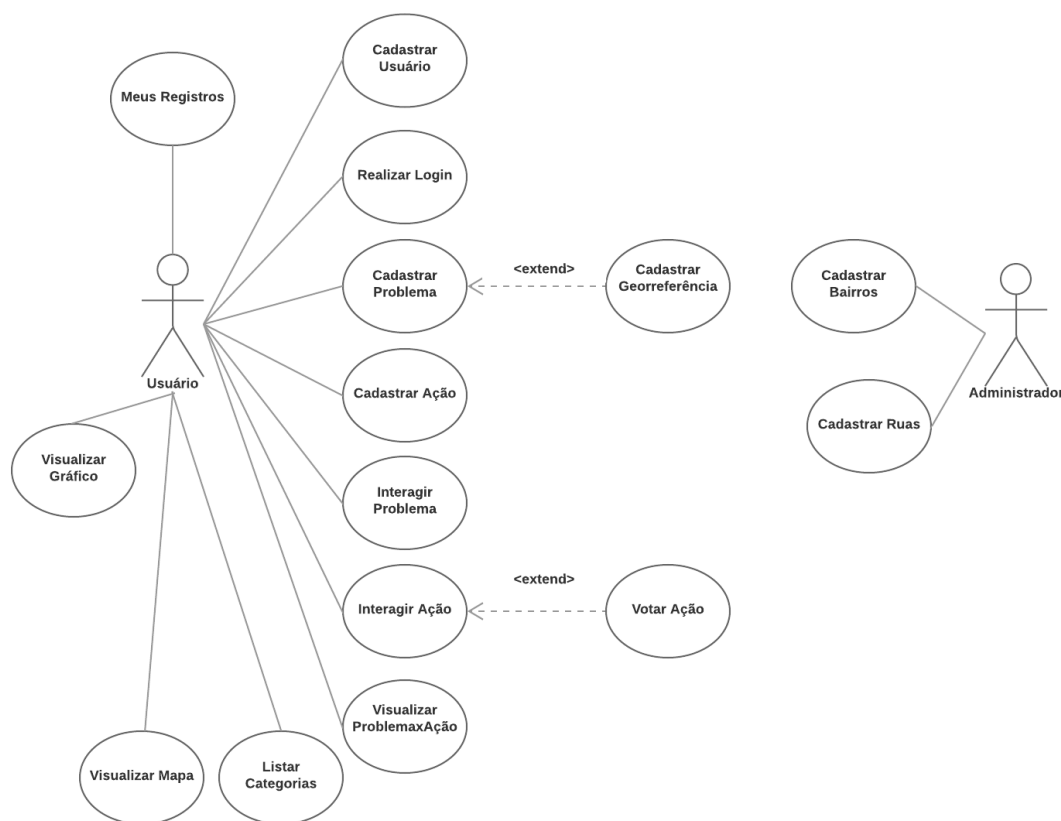 Cadastrar
Usuário
Meus Registros
Realizar Login
Cadastrar
Problema
<extend>
Cadastrar
Georreferência
Cadastrar
Bairros
Usuário
Cadastrar Ação
Administrador
Cadastrar Ruas
Visualizar
Gráfico
Interagir
Problema
<extend>
Interagir Ação
Votar Ação
Visualizar
ProblemaxAção
Visualizar Mapa
Listar
Categorias